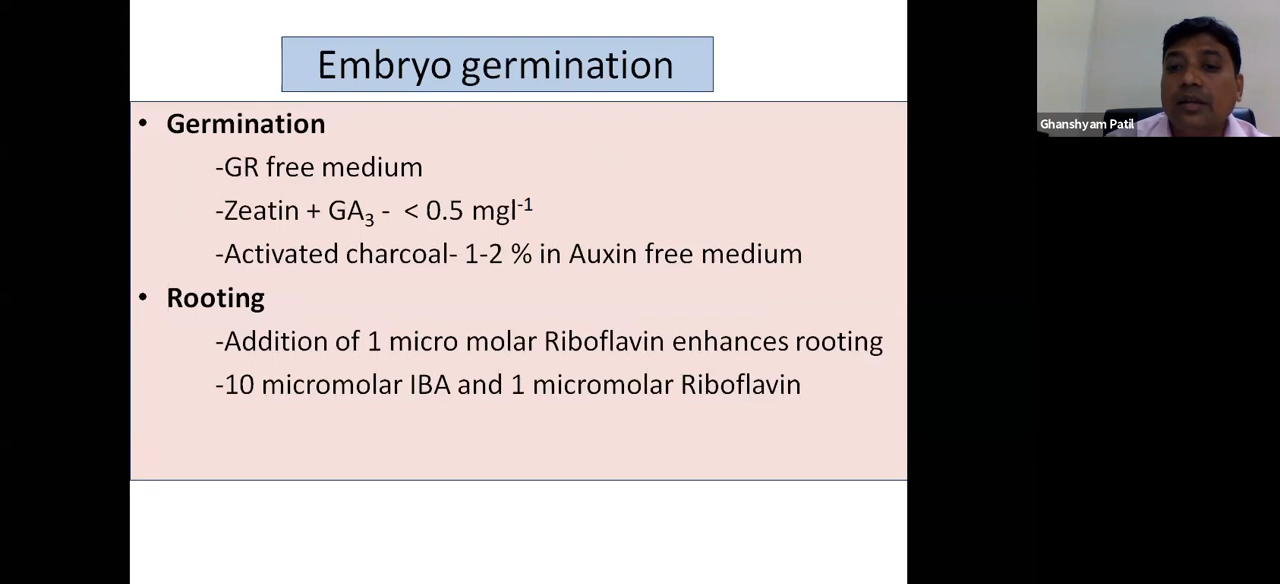 Embryo germination
• Germination
-GR free medium
-Zeatin + GA₃ - < 0.5 mgl⁻¹
-Activated charcoal- 1-2 % in Auxin free medium
• Rooting
-Addition of 1 micro molar Riboflavin enhances rooting
-10 micromolar IBA and 1 micromolar Riboflavin
Ghanshyam Patil